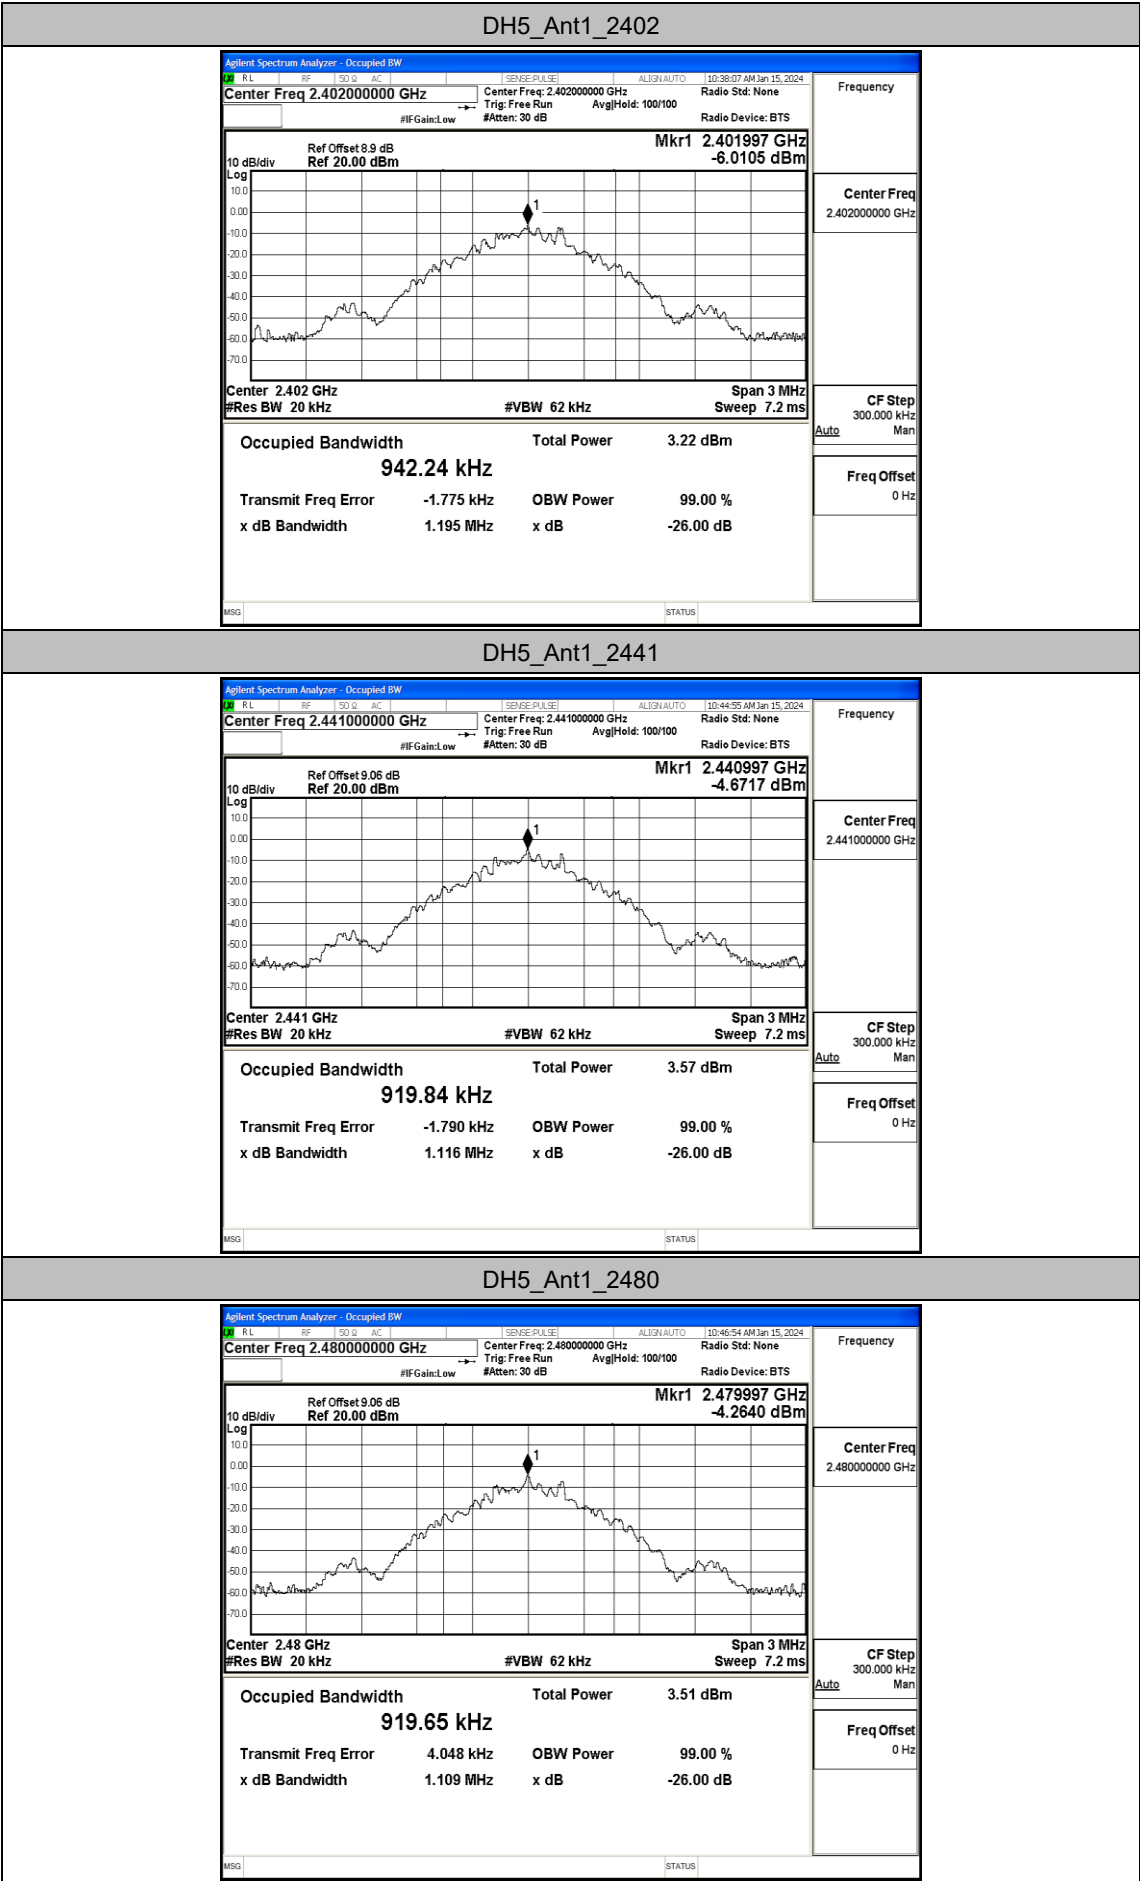 DH5_Ant1_2402
Agilent Spectrum Analyzer - Occupied BW
LXI RL RF 50 Ω AC SENSE:PULSE ALIGN AUTO 10:38:07 AM Jan 15, 2024
Center Freq 2.402000000 GHz Center Freq: 2.402000000 GHz Radio Std: None Frequency
Trig: Free Run Avg|Hold: 100/100
#IFGain:Low #Atten: 30 dB Radio Device: BTS
Mkr1 2.401997 GHz
Ref Offset 8.9 dB
10 dB/div Ref 20.00 dBm -6.0105 dBm
Log
10.0
0.00
-10.0
-20.0
-30.0
-40.0
-50.0
-60.0
-70.0
1
Center Freq
2.402000000 GHz
Center 2.402 GHz Span 3 MHz
#Res BW 20 kHz #VBW 62 kHz Sweep 7.2 ms
CF Step
300.000 kHz
Auto Man
Occupied Bandwidth Total Power 3.22 dBm
942.24 kHz
Freq Offset
0 Hz
Transmit Freq Error -1.775 kHz OBW Power 99.00 %
x dB Bandwidth 1.195 MHz x dB -26.00 dB
MSG STATUS
DH5_Ant1_2441
Agilent Spectrum Analyzer - Occupied BW
LXI RL RF 50 Ω AC SENSE:PULSE ALIGN AUTO 10:44:55 AM Jan 15, 2024
Center Freq 2.441000000 GHz Center Freq: 2.441000000 GHz Radio Std: None Frequency
Trig: Free Run Avg|Hold: 100/100
#IFGain:Low #Atten: 30 dB Radio Device: BTS
Mkr1 2.440997 GHz
Ref Offset 9.06 dB
10 dB/div Ref 20.00 dBm -4.6717 dBm
Log
10.0
0.00
-10.0
-20.0
-30.0
-40.0
-50.0
-60.0
-70.0
1
Center Freq
2.441000000 GHz
Center 2.441 GHz Span 3 MHz
#Res BW 20 kHz #VBW 62 kHz Sweep 7.2 ms
CF Step
300.000 kHz
Auto Man
Occupied Bandwidth Total Power 3.57 dBm
919.84 kHz
Freq Offset
0 Hz
Transmit Freq Error -1.790 kHz OBW Power 99.00 %
x dB Bandwidth 1.116 MHz x dB -26.00 dB
MSG STATUS
DH5_Ant1_2480
Agilent Spectrum Analyzer - Occupied BW
LXI RL RF 50 Ω AC SENSE:PULSE ALIGN AUTO 10:46:54 AM Jan 15, 2024
Center Freq 2.480000000 GHz Center Freq: 2.480000000 GHz Radio Std: None Frequency
Trig: Free Run Avg|Hold: 100/100
#IFGain:Low #Atten: 30 dB Radio Device: BTS
Mkr1 2.479997 GHz
Ref Offset 9.06 dB
10 dB/div Ref 20.00 dBm -4.2640 dBm
Log
10.0
0.00
-10.0
-20.0
-30.0
-40.0
-50.0
-60.0
-70.0
1
Center Freq
2.480000000 GHz
Center 2.48 GHz Span 3 MHz
#Res BW 20 kHz #VBW 62 kHz Sweep 7.2 ms
CF Step
300.000 kHz
Auto Man
Occupied Bandwidth Total Power 3.51 dBm
919.65 kHz
Freq Offset
0 Hz
Transmit Freq Error 4.048 kHz OBW Power 99.00 %
x dB Bandwidth 1.109 MHz x dB -26.00 dB
MSG STATUS